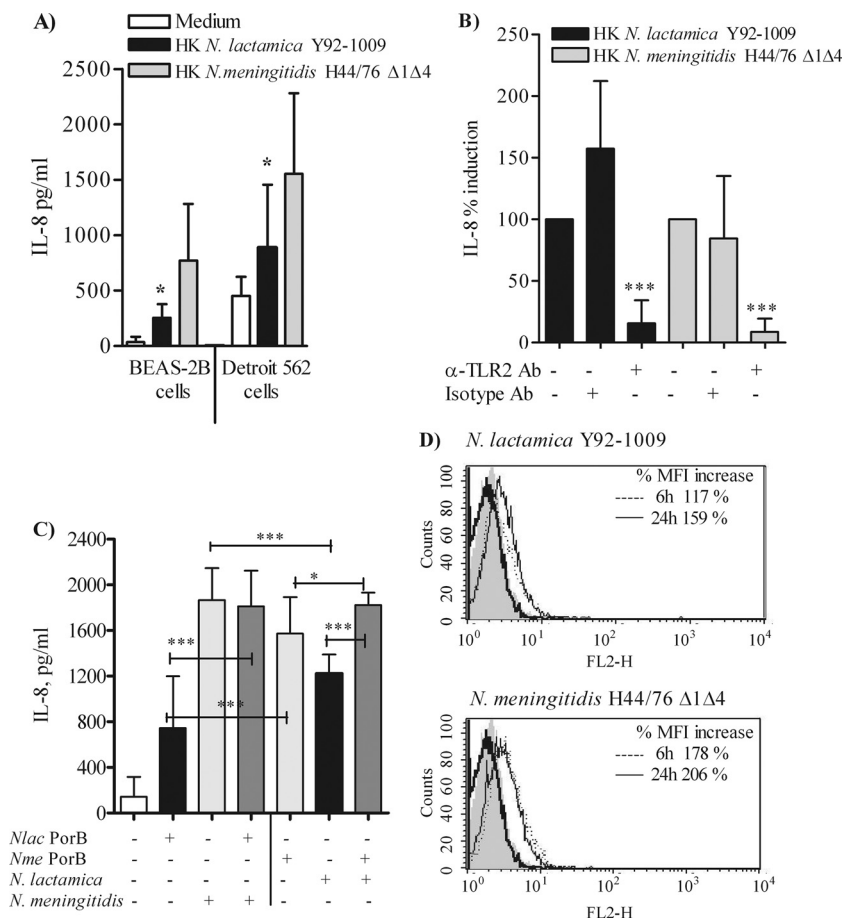 A)
Medium
HK N. lactamica Y92-1009
HK N.meningitidis H44/76 Δ1Δ4
IL-8 pg/ml
2500
2000
1500
1000
500
0
*
*
BEAS-2B cells
Detroit 562 cells
B)
HK N. lactamica Y92-1009
HK N. meningitidis H44/76 Δ1Δ4
IL-8 % induction
250
200
150
100
50
0
***
***
α-TLR2 Ab - - + - - +
Isotype Ab - + - - + -
C)
IL-8, pg/ml
2400
2000
1600
1200
800
400
0
***
*
***
***
***
Nlac PorB - + - + - - -
Nme PorB - - - - + - +
N. lactamica - - - - - + +
N. meningitidis - - + + - - -
D)
N. lactamica Y92-1009
Counts
0 20 40 60 80 100
% MFI increase
6h 117 %
24h 159 %
10⁰ 10¹ 10² 10³ 10⁴
FL2-H
N. meningitidis H44/76 Δ1Δ4
Counts
0 20 40 60 80 100
% MFI increase
6h 178 %
24h 206 %
10⁰ 10¹ 10² 10³ 10⁴
FL2-H